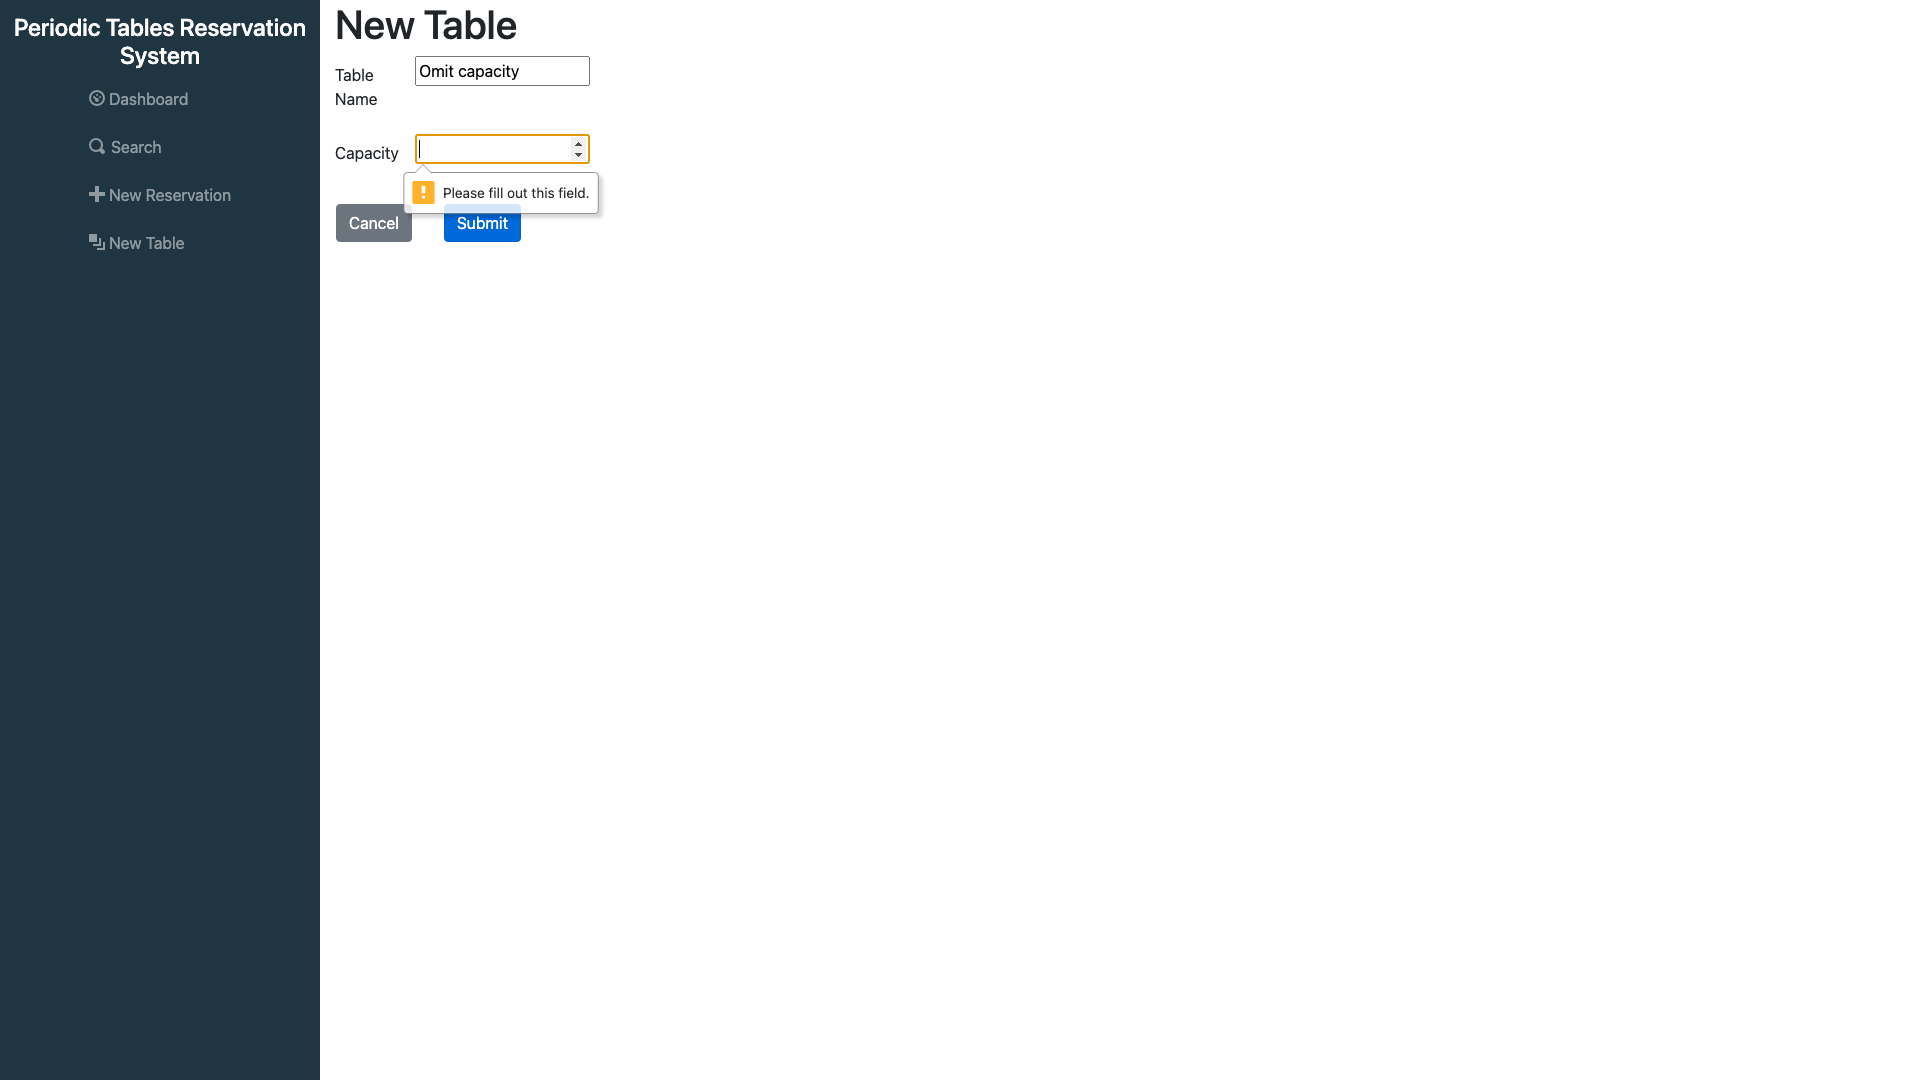 Periodic Tables Reservation
System
Dashboard
Search
New Reservation
New Table
New Table
Table
Name
Omit capacity
Capacity
Please fill out this field.
Cancel
Submit